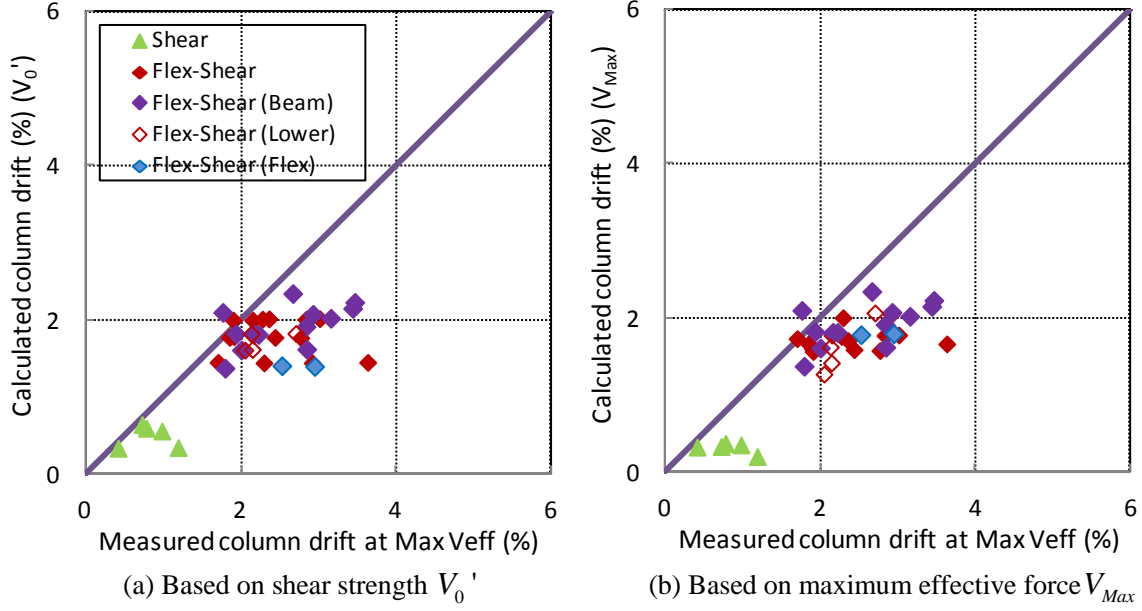 Calculated column drift (%) (V0')
6
4
2
0
Shear
Flex-Shear
Flex-Shear (Beam)
Flex-Shear (Lower)
Flex-Shear (Flex)
0 2 4 6
Measured column drift at Max Veff (%)
(a) Based on shear strength V0'
Calculated column drift (%) (VMax)
6
4
2
0
0 2 4 6
Measured column drift at Max Veff (%)
(b) Based on maximum effective force VMax